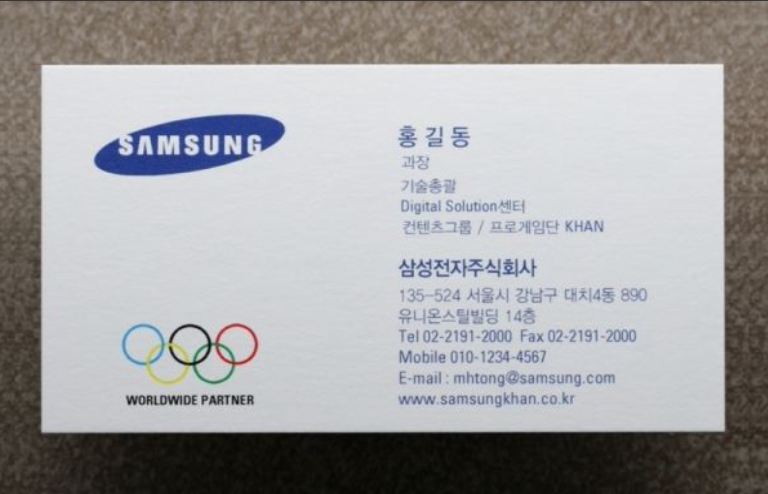 SAMSUNG
홍 길 동
과장
기술총괄
Digital Solution센터
컨텐츠그룹 / 프로게임단 KHAN
삼성전자주식회사
135-524 서울시 강남구 대치4동 890
유니온스틸빌딩 14층
Tel 02-2191-2000 Fax 02-2191-2000
Mobile 010-1234-4567
E-mail : mhtong@samsung.com
www.samsungkhan.co.kr
WORLDWIDE PARTNER